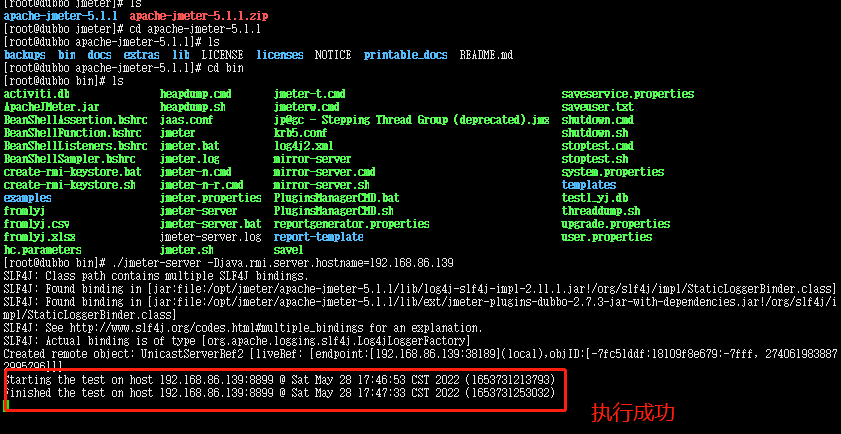 [root@dubbo jmeter]# ls
apache-jmeter-5.1.1 apache-jmeter-5.1.1.zip
[root@dubbo jmeter]# cd apache-jmeter-5.1.1
[root@dubbo apache-jmeter-5.1.1]# ls
backups bin docs extras lib LICENSE licenses NOTICE printable_docs README.md
[root@dubbo apache-jmeter-5.1.1]# cd bin
[root@dubbo bin]# ls
activiti.db heapdump.cmd jmeter-t.cmd saveservice.properties
ApacheJMeter.jar heapdump.sh jmeterw.cmd saveuser.txt
BeanShellAssertion.bshrc jaas.conf jp@gc - Stepping Thread Group (deprecated).jmx shutdown.cmd
BeanShellFunction.bshrc jmeter krb5.conf shutdown.sh
BeanShellListeners.bshrc jmeter.bat log4j2.xml stoptest.cmd
BeanShellSampler.bshrc jmeter.log mirror-server stoptest.sh
create-rmi-keystore.bat jmeter-n.cmd mirror-server.cmd system.properties
create-rmi-keystore.sh jmeter-n-r.cmd mirror-server.sh templates
examples jmeter.properties PluginsManagerCMD.bat test1_yj.db
fromlyj jmeter-server PluginsManagerCMD.sh threaddump.sh
fromlyj.csv jmeter-server.bat reportgenerator.properties upgrade.properties
fromlyj.xlsx jmeter-server.log report-template user.properties
hc.parameters jmeter.sh save1
[root@dubbo bin]# ./jmeter-server -Djava.rmi.server.hostname=192.168.86.139
SLF4J: Class path contains multiple SLF4J bindings.
SLF4J: Found binding in [jar:file:/opt/jmeter/apache-jmeter-5.1.1/lib/log4j-slf4j-impl-2.11.1.jar!/org/slf4j/impl/StaticLoggerBinder.class]
SLF4J: Found binding in [jar:file:/opt/jmeter/apache-jmeter-5.1.1/lib/ext/jmeter-plugins-dubbo-2.7.3-jar-with-dependencies.jar!/org/slf4j/i
mpl/StaticLoggerBinder.class]
SLF4J: See http://www.slf4j.org/codes.html#multiple_bindings for an explanation.
SLF4J: Actual binding is of type [org.apache.logging.slf4j.Log4jLoggerFactory]
Created remote object: UnicastServerRef2 [liveRef: [endpoint:[192.168.86.139:38189](local),objID:[-7fc51ddf:18109f8e679:-7fff, 274061983887
2995796]]]
Starting the test on host 192.168.86.139:8899 @ Sat May 28 17:46:53 CST 2022 (1653731213793)
Finished the test on host 192.168.86.139:8899 @ Sat May 28 17:47:33 CST 2022 (1653731253032)
执行成功